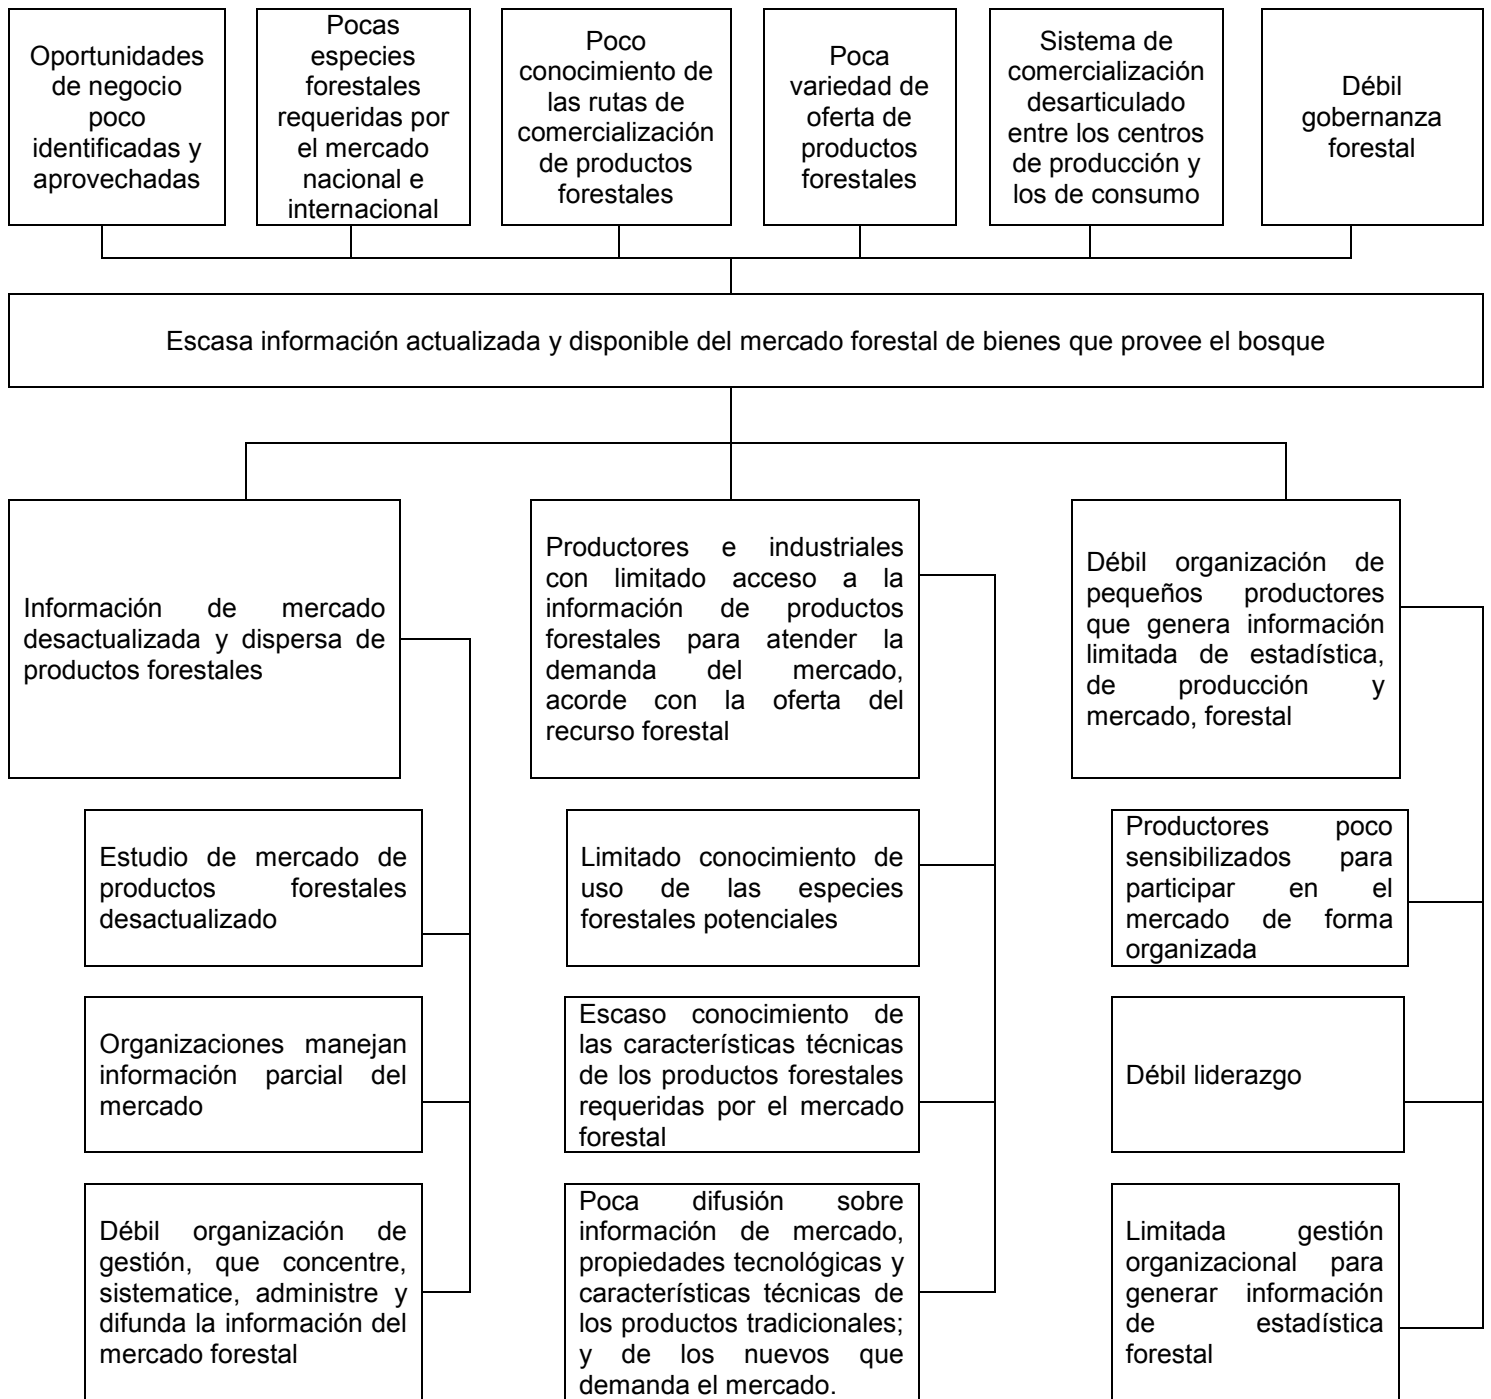 Oportunidades
de negocio
poco
identificadas y
aprovechadas
Pocas
especies
forestales
requeridas por
el mercado
nacional e
internacional
Poco
conocimiento de
las rutas de
comercialización
de productos
forestales
Poca
variedad de
oferta de
productos
forestales
Sistema de
comercialización
desarticulado
entre los centros
de producción y
los de consumo
Débil
gobernanza
forestal
Escasa información actualizada y disponible del mercado forestal de bienes que provee el bosque
Información de mercado
desactualizada y dispersa de
productos forestales
Productores e industriales
con limitado acceso a la
información de productos
forestales para atender la
demanda del mercado,
acorde con la oferta del
recurso forestal
Débil organización de
pequeños productores
que genera información
limitada de estadística,
de producción y
mercado, forestal
Estudio de mercado de
productos forestales
desactualizado
Limitado conocimiento de
uso de las especies
forestales potenciales
Productores poco
sensibilizados para
participar en el
mercado de forma
organizada
Organizaciones manejan
información parcial del
mercado
Escaso conocimiento de
las características técnicas
de los productos forestales
requeridas por el mercado
forestal
Débil liderazgo
Débil organización de
gestión, que concentre,
sistematice, administre y
difunda la información del
mercado forestal
Poca difusión sobre
información de mercado,
propiedades tecnológicas y
características técnicas de
los productos tradicionales;
y de los nuevos que
demanda el mercado.
Limitada gestión
organizacional para
generar información
de estadística
forestal